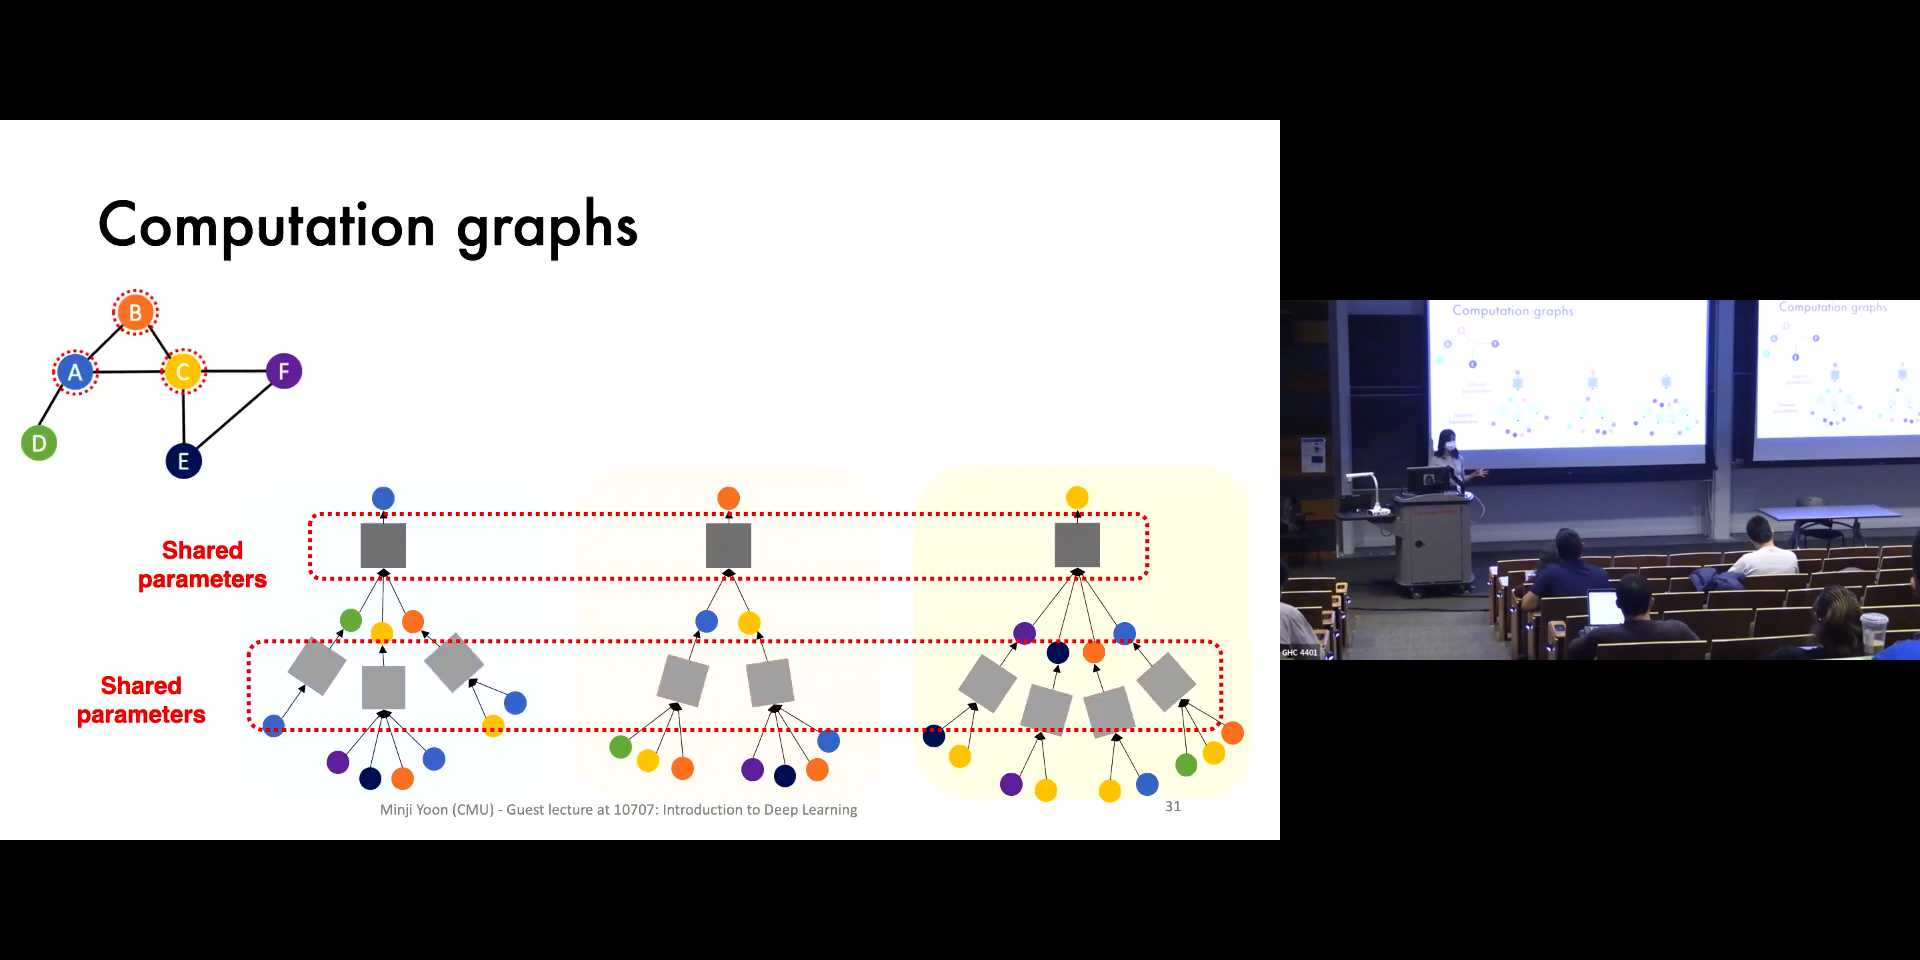 Computation graphs
B
A
C
F
D
E
Shared
parameters
Shared
parameters
Minji Yoon (CMU) - Guest lecture at 10707: Introduction to Deep Learning
31
Computation graphs
Computation graphs
GHC 4401